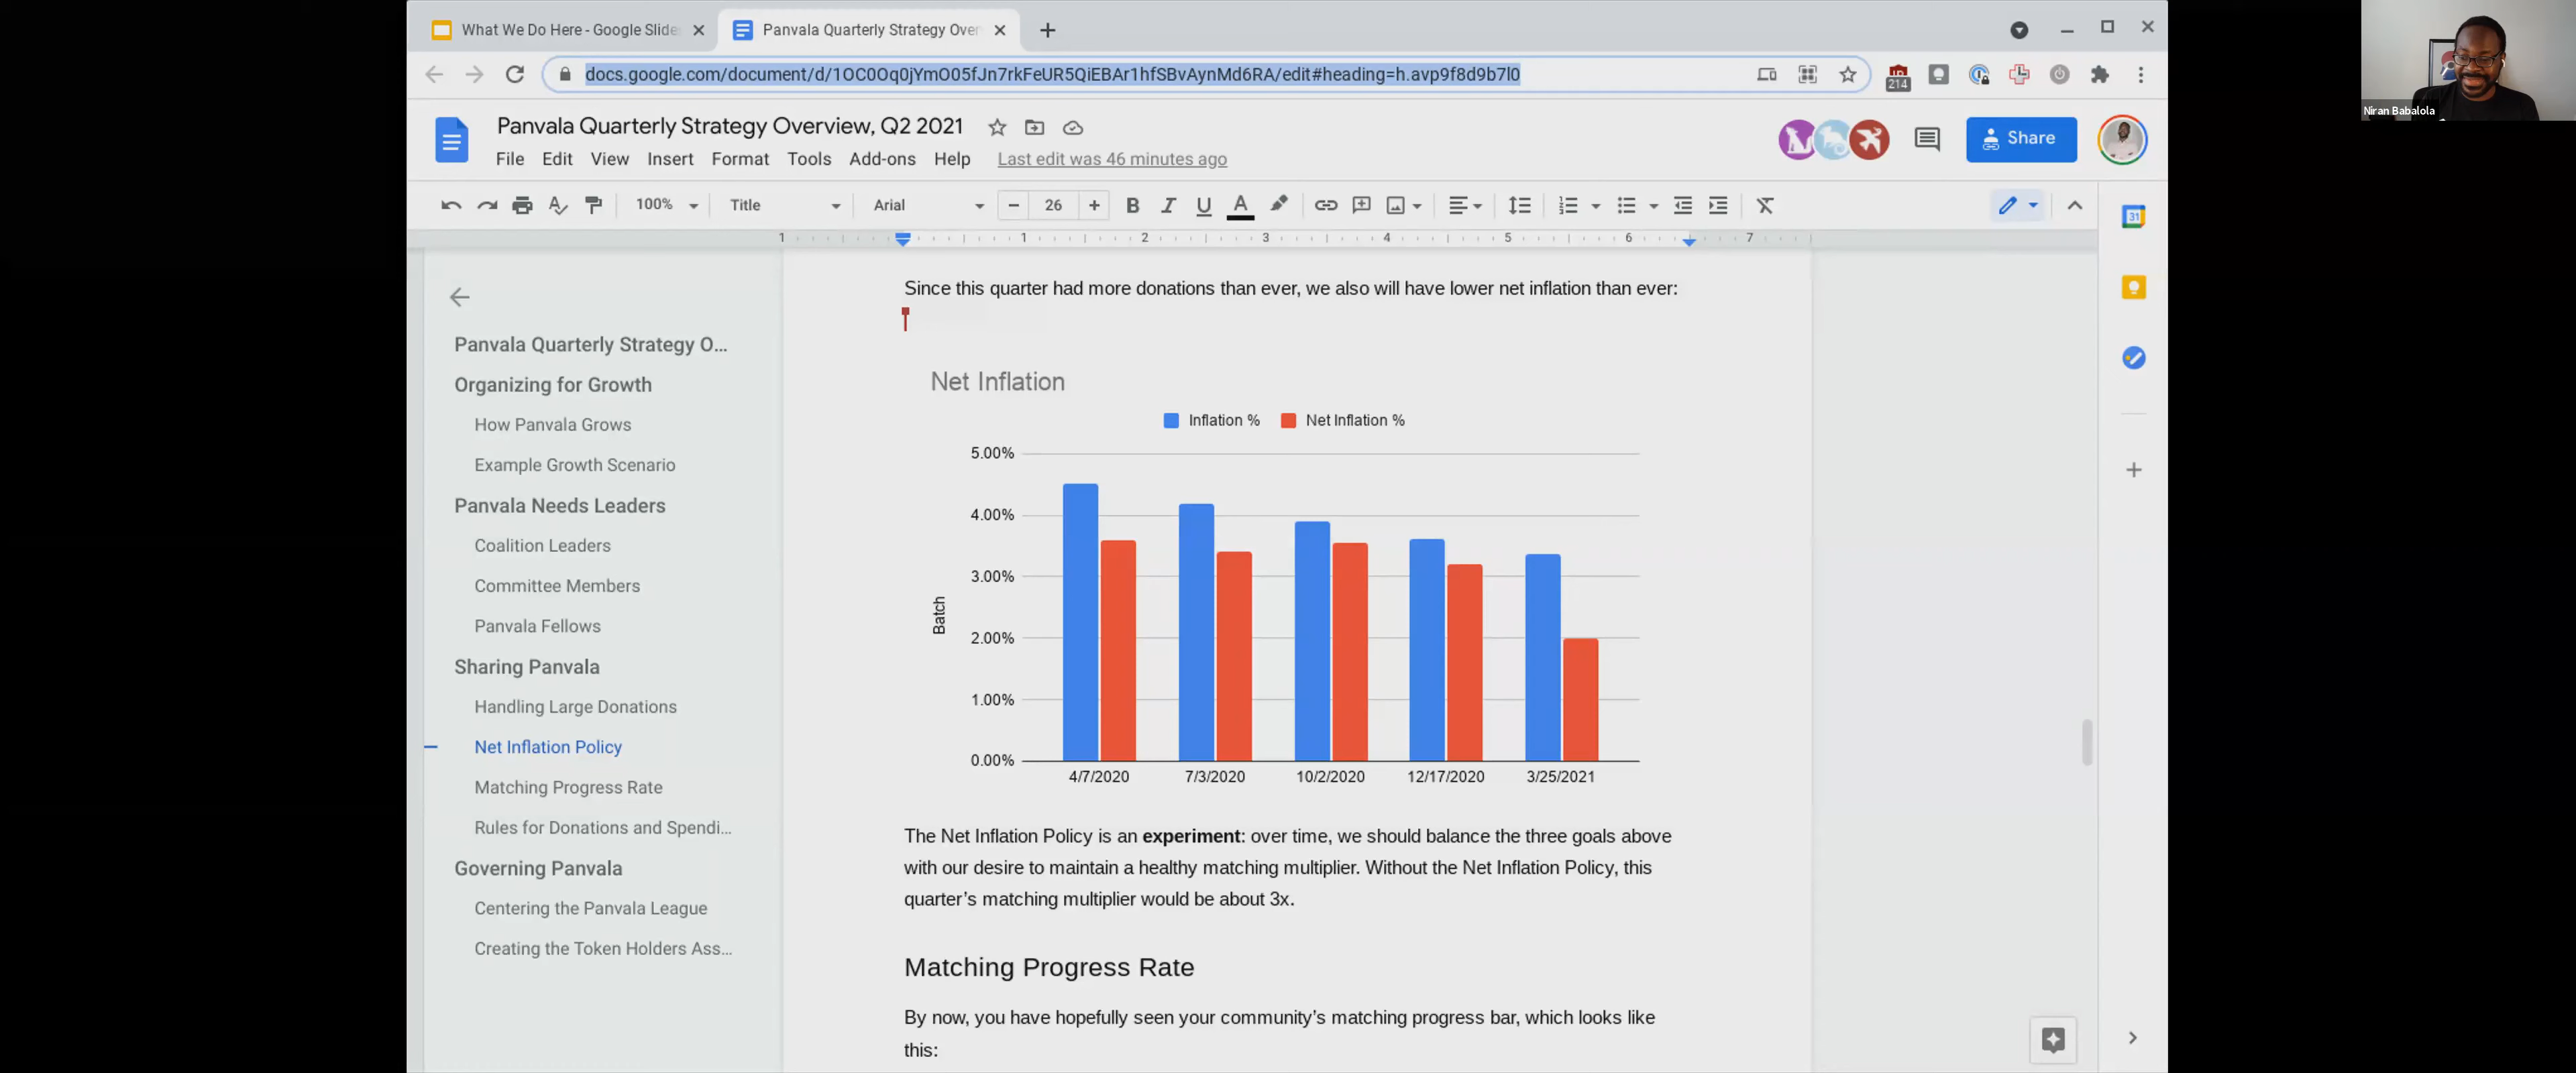 What We Do Here - Google Slide
Panvala Quarterly Strategy Over
docs.google.com/document/d/1OC0Oq0jYmO05fJn7rkFeUR5QiEBAr1hfSBvAynMd6RA/edit#heading=h.avp9f8d9b7l0
214
Niran Babalola
Panvala Quarterly Strategy Overview, Q2 2021
File Edit View Insert Format Tools Add-ons Help Last edit was 46 minutes ago
Share
100% Title Arial 26 B I U A
1 1 2 3 4 5 6 7
31
Panvala Quarterly Strategy O...
Organizing for Growth
How Panvala Grows
Example Growth Scenario
Panvala Needs Leaders
Coalition Leaders
Committee Members
Panvala Fellows
Sharing Panvala
Handling Large Donations
Net Inflation Policy
Matching Progress Rate
Rules for Donations and Spendi...
Governing Panvala
Centering the Panvala League
Creating the Token Holders Ass...
Since this quarter had more donations than ever, we also will have lower net inflation than ever:
Net Inflation
Inflation % Net Inflation %
5.00%
4.00%
3.00%
2.00%
1.00%
0.00%
Batch
4/7/2020 7/3/2020 10/2/2020 12/17/2020 3/25/2021
The Net Inflation Policy is an experiment: over time, we should balance the three goals above
with our desire to maintain a healthy matching multiplier. Without the Net Inflation Policy, this
quarter's matching multiplier would be about 3x.
Matching Progress Rate
By now, you have hopefully seen your community's matching progress bar, which looks like
this: